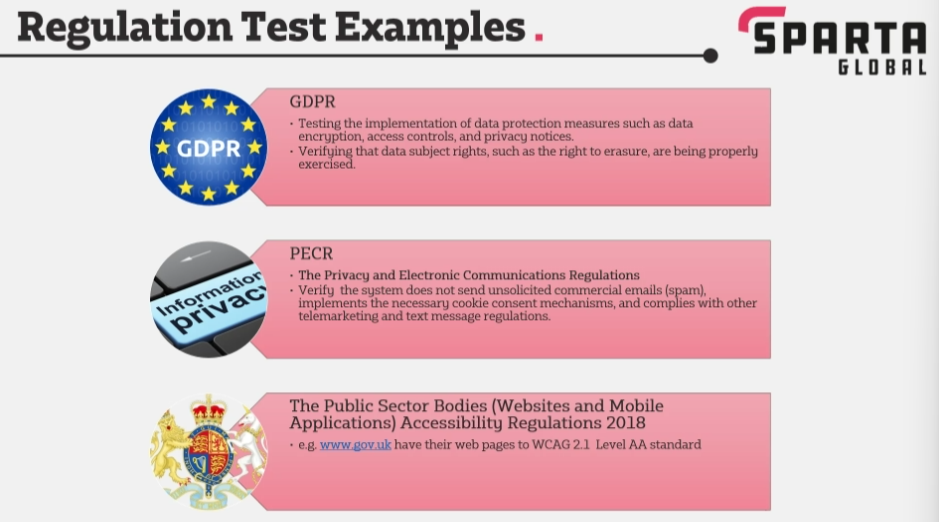 Regulation Test Examples .
SPARTA
GLOBAL
GDPR
GDPR
· Testing the implementation of data protection measures such as data
encryption, access controls, and privacy notices.
· Verifying that data subject rights, such as the right to erasure, are being properly
exercised.
Information
privacy
PECR
· The Privacy and Electronic Communications Regulations
· Verify the system does not send unsolicited commercial emails (spam),
implements the necessary cookie consent mechanisms, and complies with other
telemarketing and text message regulations.
The Public Sector Bodies (Websites and Mobile
Applications) Accessibility Regulations 2018
· e.g. www.gov.uk have their web pages to WCAG 2.1 Level AA standard